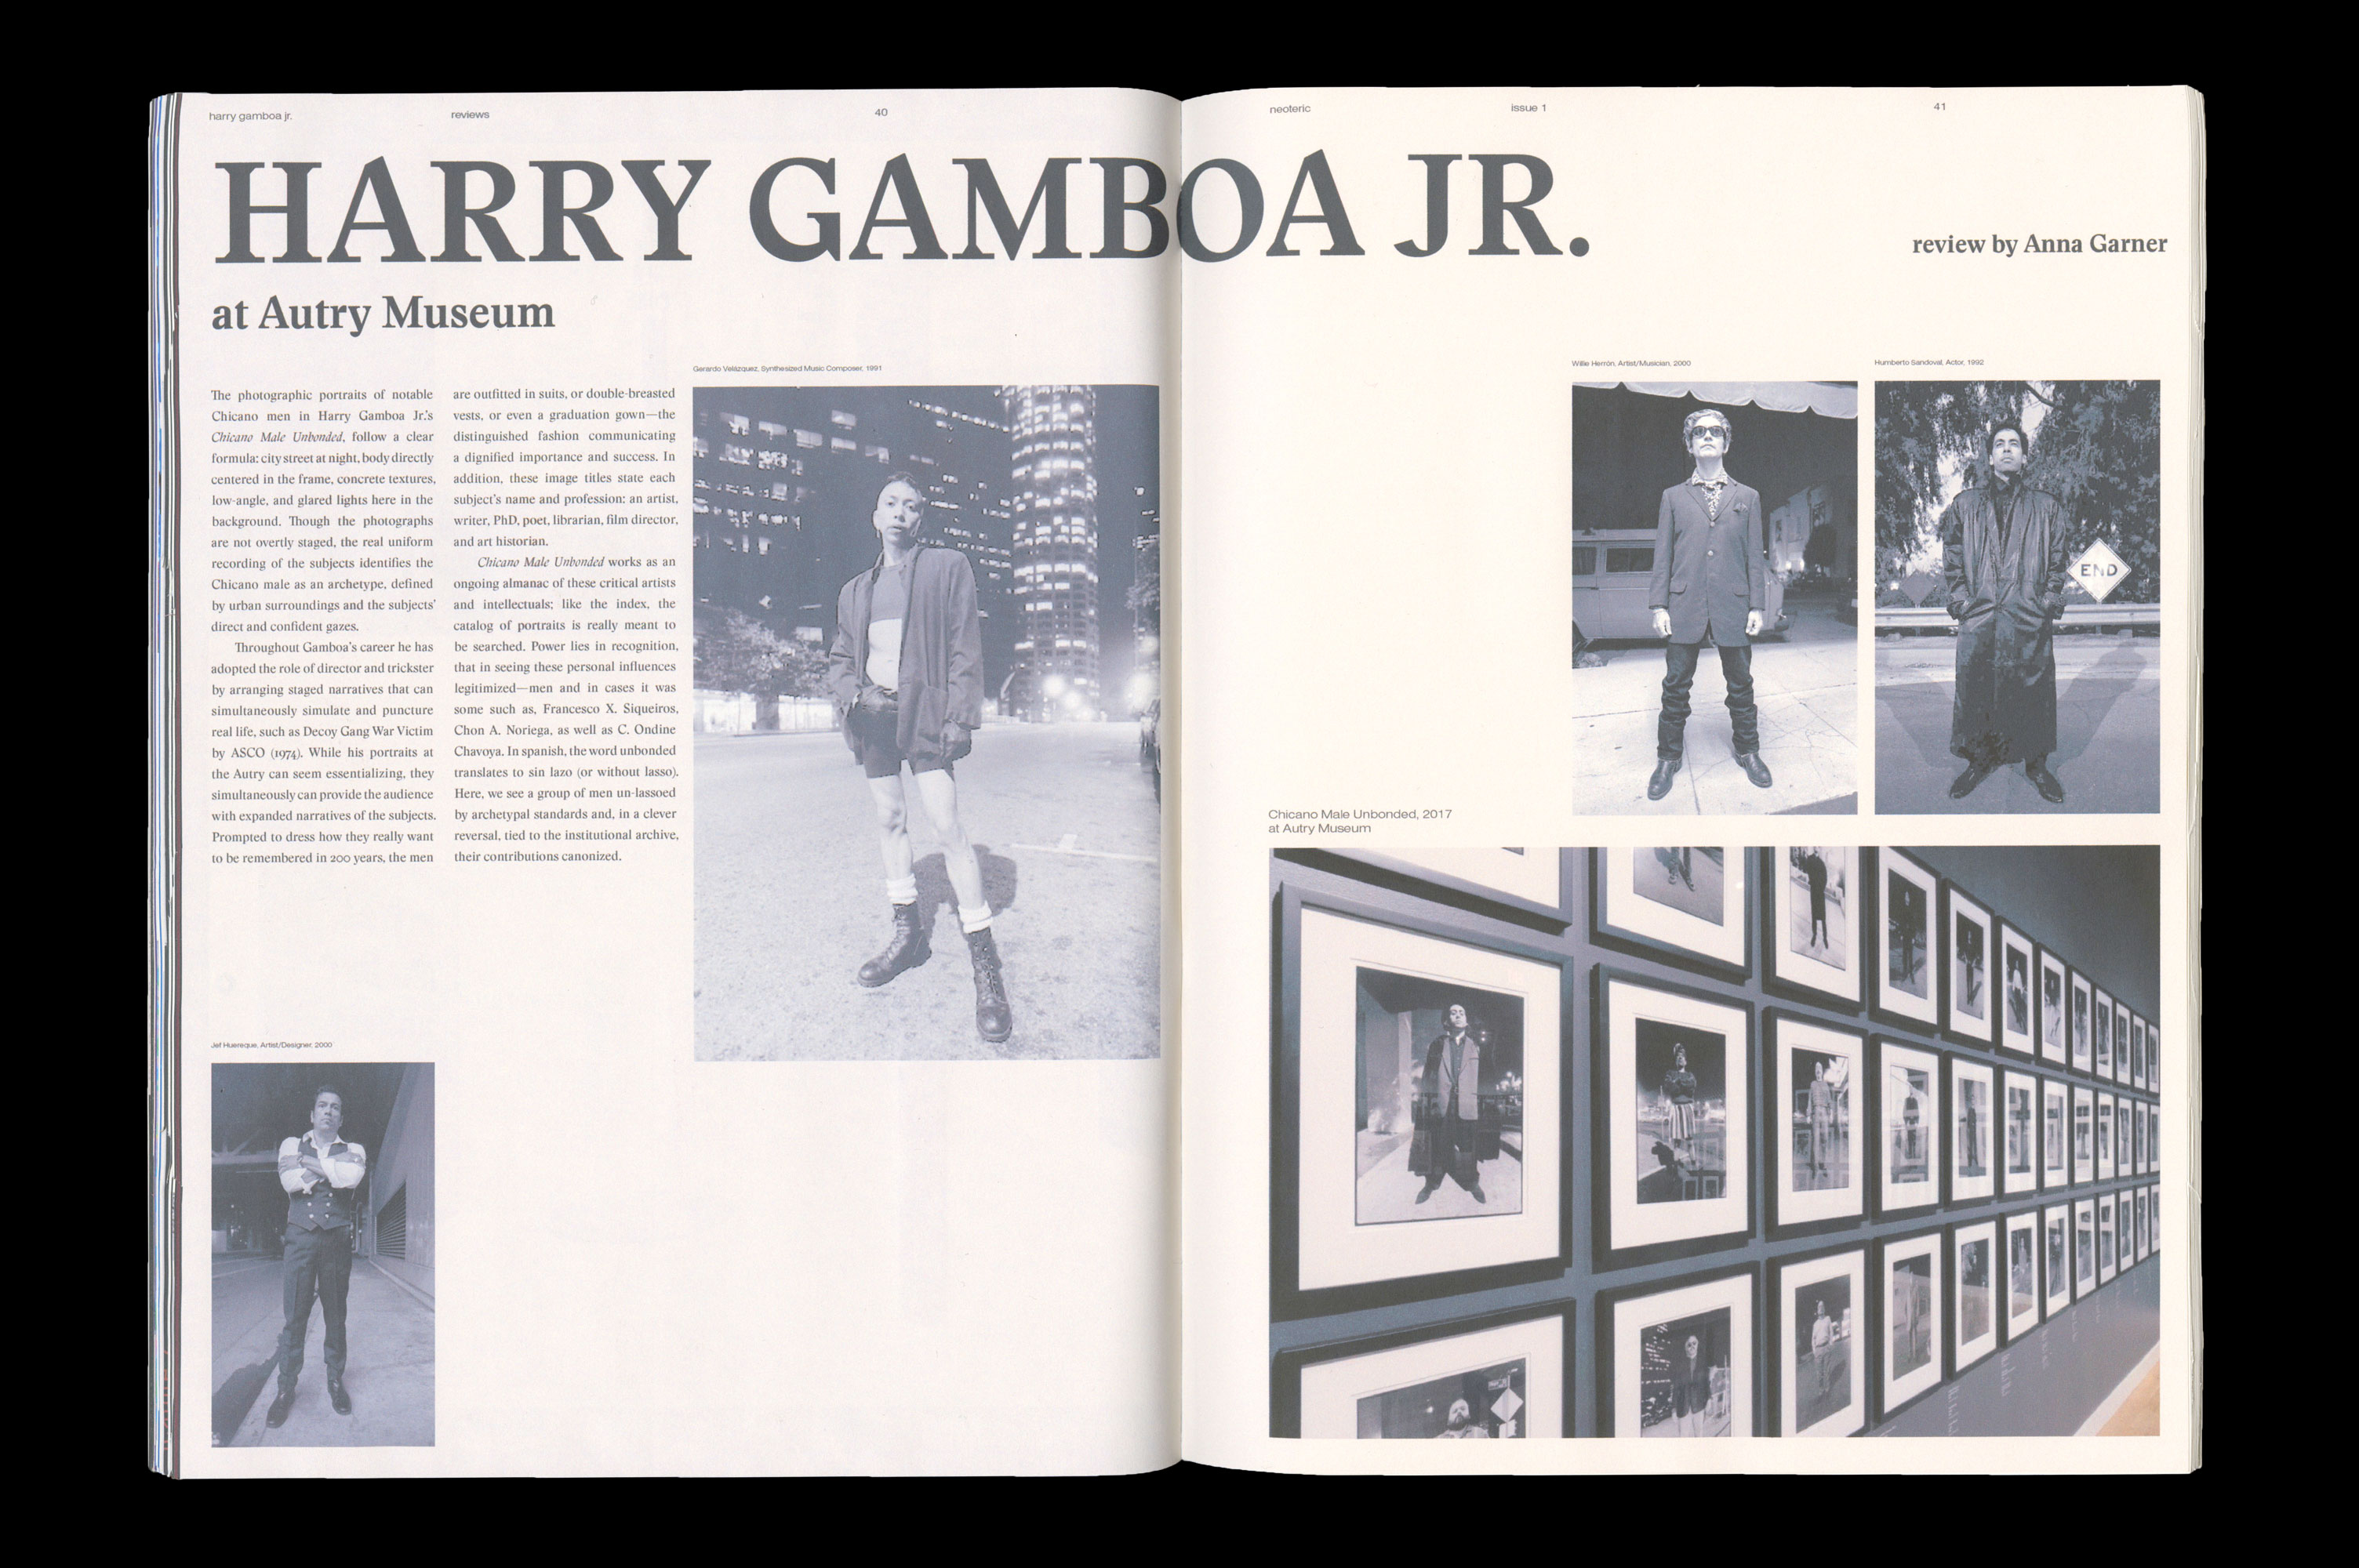 harry gamboa jr.
reviews
40
neoteric
issue 1
41
HARRY GAMBOA JR.
review by Anna Garner
at Autry Museum
The photographic portraits of notable
Chicano men in Harry Gamboa Jr.'s
Chicano Male Unbonded, follow a clear
formula: city street at night, body directly
centered in the frame, concrete textures,
low-angle, and glared lights here in the
background. Though the photographs
are not overtly staged, the real uniform
recording of the subjects identifies the
Chicano male as an archetype, defined
by urban surroundings and the subjects'
direct and confident gazes.
Throughout Gamboa's career he has
adopted the role of director and trickster
by arranging staged narratives that can
simultaneously simulate and puncture
real life, such as Decoy Gang War Victim
by ASCO (1974). While his portraits at
the Autry can seem essentializing, they
simultaneously can provide the audience
with expanded narratives of the subjects.
Prompted to dress how they really want
to be remembered in 200 years, the men
are outfitted in suits, or double-breasted
vests, or even a graduation gown—the
distinguished fashion communicating
a dignified importance and success. In
addition, these image titles state each
subject's name and profession: an artist,
writer, PhD, poet, librarian, film director,
and art historian.
Chicano Male Unbonded works as an
ongoing almanac of these critical artists
and intellectuals; like the index, the
catalog of portraits is really meant to
be searched. Power lies in recognition,
that in seeing these personal influences
legitimized—men and in cases it was
some such as, Francesco X. Siqueiros,
Chon A. Noriega, as well as C. Ondine
Chavoya. In spanish, the word unbonded
translates to sin lazo (or without lasso).
Here, we see a group of men un-lassoed
by archetypal standards and, in a clever
reversal, tied to the institutional archive,
their contributions canonized.
Gerardo Velázquez, Synthesized Music Composer, 1991
Jef Huereque, Artist/Designer, 2000
Willie Herrón, Artist/Musician, 2000
Humberto Sandoval, Actor, 1992
END
Chicano Male Unbonded, 2017
at Autry Museum